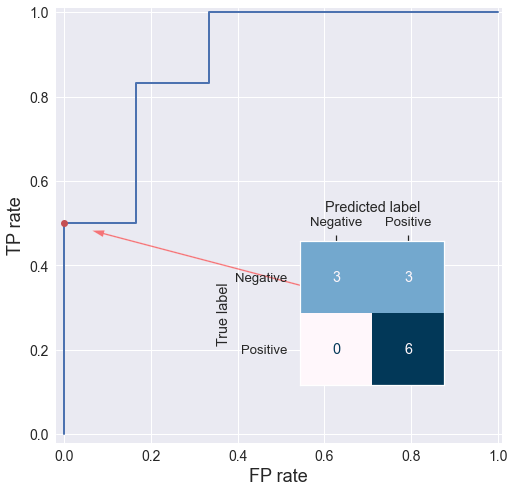 1.0
0.8
0.6
0.4
0.2
0.0
TP rate
Predicted label
Negative Positive
Negative 3 3
Positive 0 6
True label
0.0 0.2 0.4 0.6 0.8 1.0
FP rate